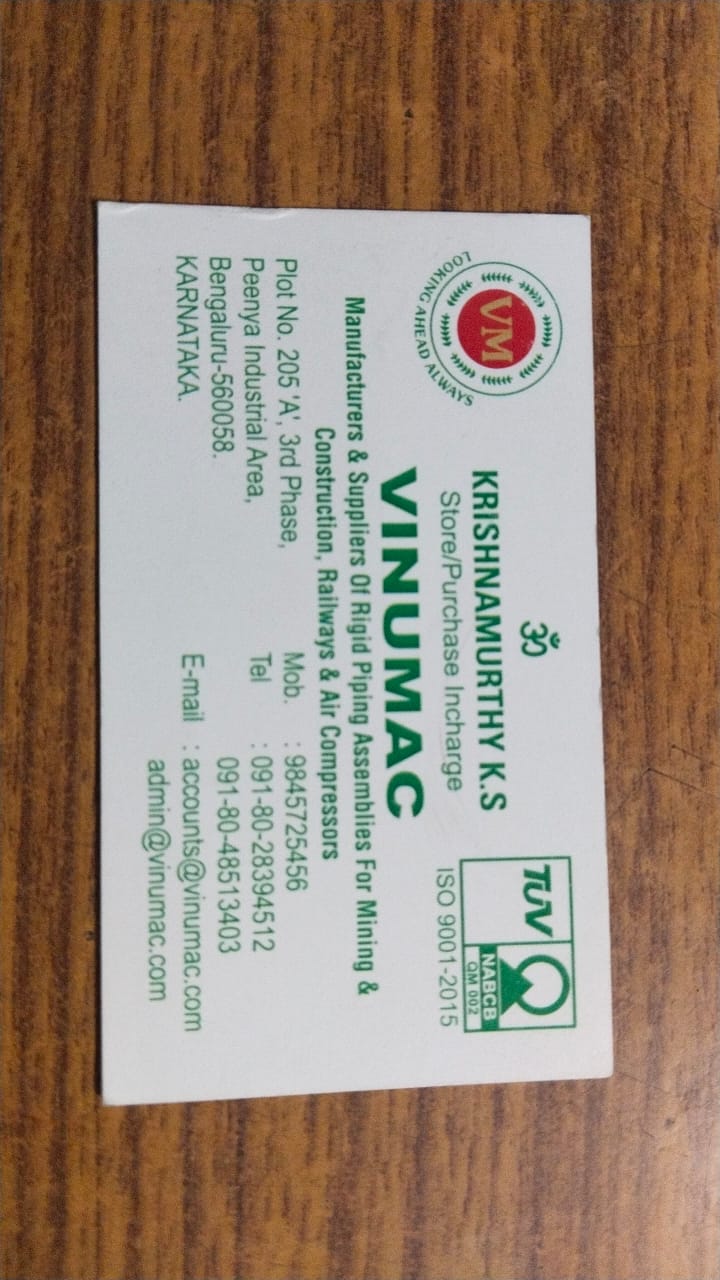 ॐ
VM
LOOKING AHEAD ALWAYS
TUV
NABCB
QM 002
ISO 9001-2015
KRISHNAMURTHY K.S
Store/Purchase Incharge
VINUMAC
Manufacturers & Suppliers Of Rigid Piping Assemblies For Mining &
Construction, Railways & Air Compressors
Plot No. 205 'A', 3rd Phase,
Peenya Industrial Area,
Bengaluru-560058.
KARNATAKA.
Mob. : 9845725456
Tel : 091-80-28394512
091-80-48513403
E-mail : accounts@vinumac.com
admin@vinumac.com